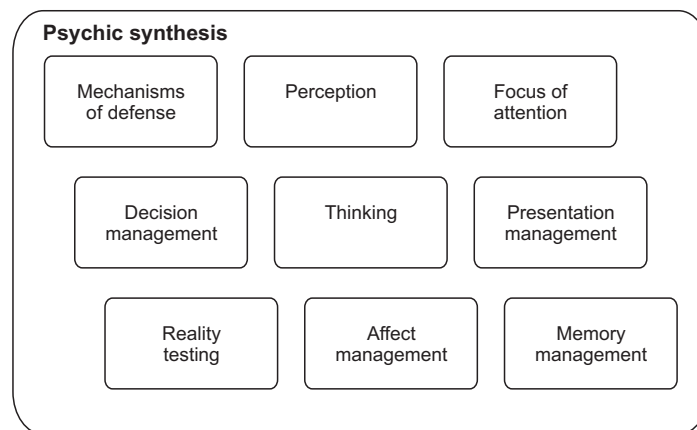 Psychic synthesis
Mechanisms
of defense
Perception
Focus of
attention
Decision
management
Thinking
Presentation
management
Reality
testing
Affect
management
Memory
management